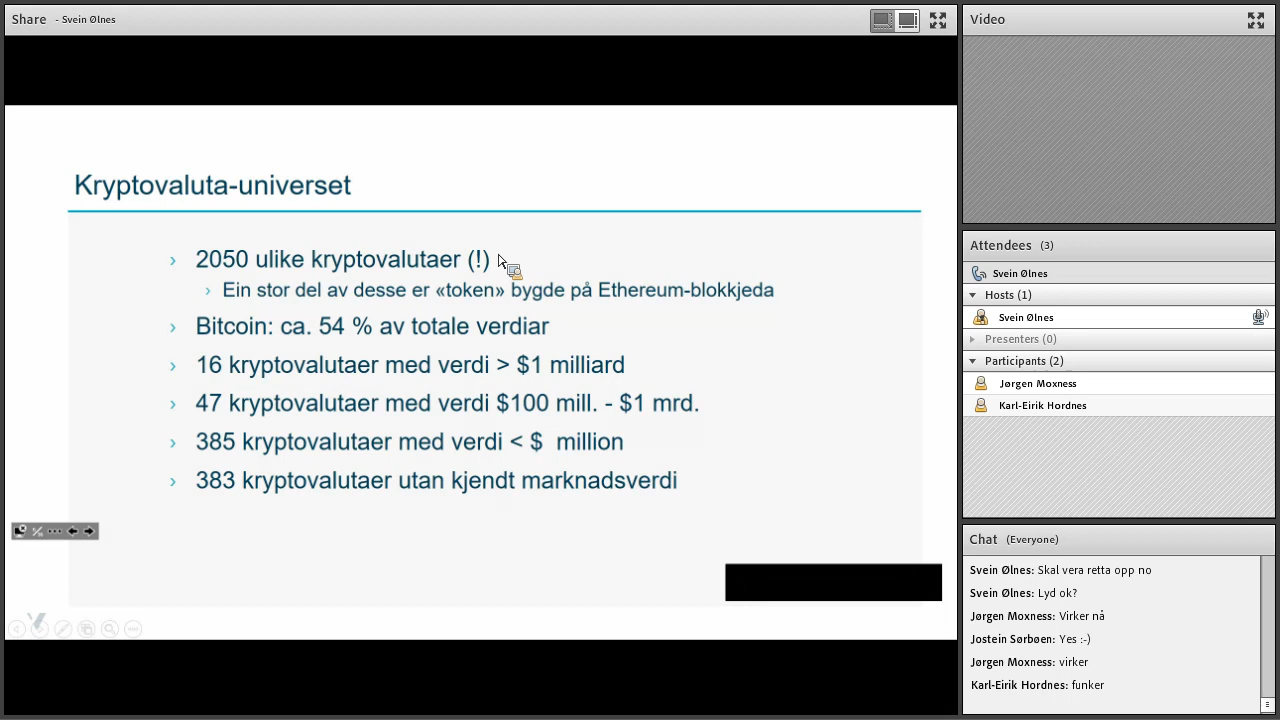 Share - Svein Ølnes
Kryptovaluta-universet
› 2050 ulike kryptovalutaer (!)
› Ein stor del av desse er «token» bygde på Ethereum-blokkjeda
› Bitcoin: ca. 54 % av totale verdiar
› 16 kryptovalutaer med verdi > $1 milliard
› 47 kryptovalutaer med verdi $100 mill. - $1 mrd.
› 385 kryptovalutaer med verdi < $ million
› 383 kryptovalutaer utan kjendt marknadsverdi
Video
Attendees (3)
Svein Ølnes
Hosts (1)
Svein Ølnes
Presenters (0)
Participants (2)
Jørgen Moxness
Karl-Eirik Hordnes
Chat (Everyone)
Svein Ølnes: Skal vera retta opp no
Svein Ølnes: Lyd ok?
Jørgen Moxness: Virker nå
Jostein Sørbøen: Yes :-)
Jørgen Moxness: virker
Karl-Eirik Hordnes: funker